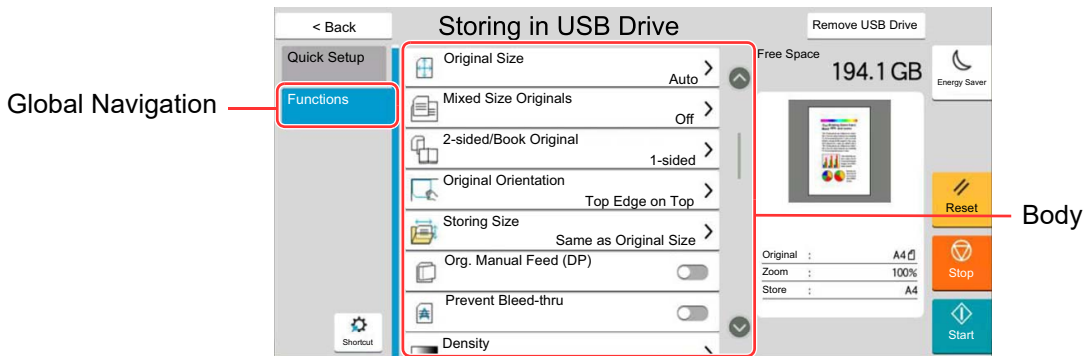 < Back
Storing in USB Drive
Remove USB Drive
Quick Setup
Functions
Global Navigation
Original Size
Auto
Mixed Size Originals
Off
2-sided/Book Original
1-sided
Original Orientation
Top Edge on Top
Storing Size
Same as Original Size
Org. Manual Feed (DP)
Prevent Bleed-thru
Density
Shortcut
Free Space
194.1 GB
Original : A4
Zoom : 100%
Store : A4
Energy Saver
Reset
Body
Stop
Start